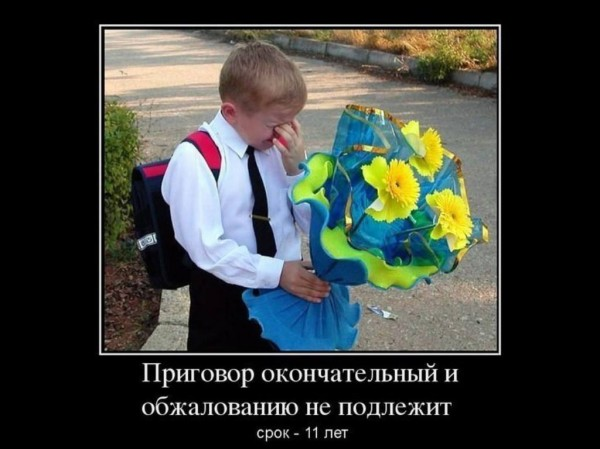 Приговор окончательный и
обжалованию не подлежит
срок - 11 лет